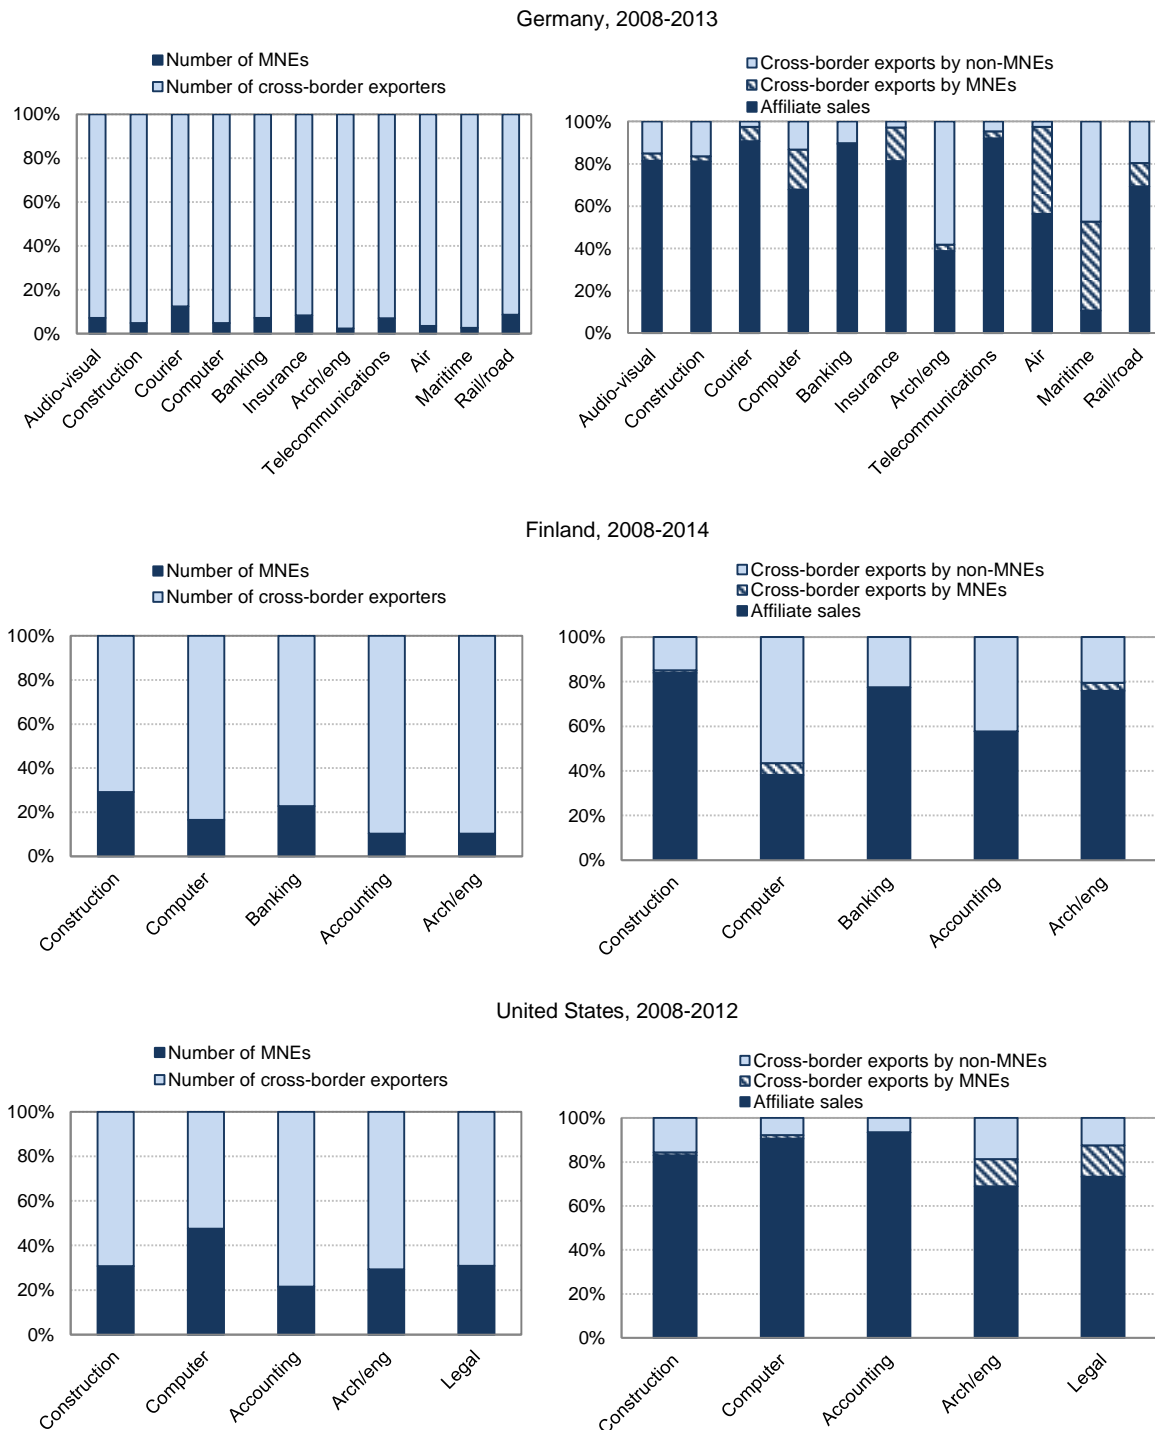 Germany, 2008-2013
Number of MNEs
Number of cross-border exporters
100%
80%
60%
40%
20%
0%
Audio-visual
Construction
Courier
Computer
Banking
Insurance
Arch/eng
Telecommunications
Air
Maritime
Rail/road
Cross-border exports by non-MNEs
Cross-border exports by MNEs
Affiliate sales
100%
80%
60%
40%
20%
0%
Audio-visual
Construction
Courier
Computer
Banking
Insurance
Arch/eng
Telecommunications
Air
Maritime
Rail/road
Finland, 2008-2014
Number of MNEs
Number of cross-border exporters
100%
80%
60%
40%
20%
0%
Construction
Computer
Banking
Accounting
Arch/eng
Cross-border exports by non-MNEs
Cross-border exports by MNEs
Affiliate sales
100%
80%
60%
40%
20%
0%
Construction
Computer
Banking
Accounting
Arch/eng
United States, 2008-2012
Number of MNEs
Number of cross-border exporters
100%
80%
60%
40%
20%
0%
Construction
Computer
Accounting
Arch/eng
Legal
Cross-border exports by non-MNEs
Cross-border exports by MNEs
Affiliate sales
100%
80%
60%
40%
20%
0%
Construction
Computer
Accounting
Arch/eng
Legal